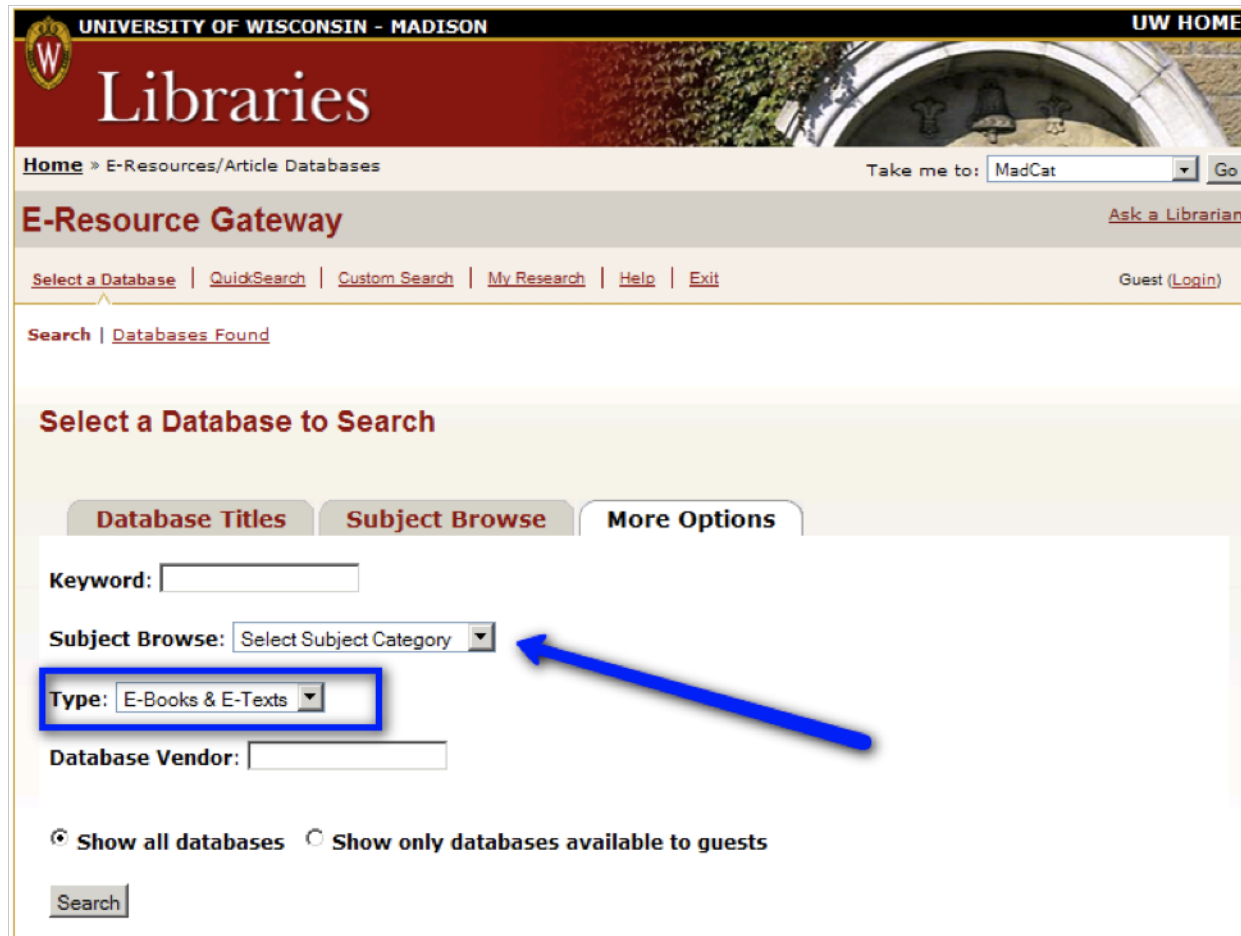 UNIVERSITY OF WISCONSIN - MADISON UW HOME
W
Libraries
Home » E-Resources/Article Databases Take me to: MadCat Go
E-Resource Gateway Ask a Librarian
Select a Database | QuickSearch | Custom Search | My Research | Help | Exit Guest (Login)
Search | Databases Found
Select a Database to Search
Database Titles Subject Browse More Options
Keyword:
Subject Browse: Select Subject Category
Type: E-Books & E-Texts
Database Vendor:
Show all databases Show only databases available to guests
Search